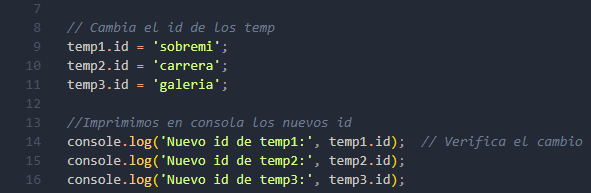 7
8 // Cambia el id de los temp
9 temp1.id = 'sobremi';
10 temp2.id = 'carrera';
11 temp3.id = 'galeria';
12
13 //Imprimimos en consola los nuevos id
14 console.log('Nuevo id de temp1:', temp1.id);  // Verifica el cambio
15 console.log('Nuevo id de temp2:', temp2.id);
16 console.log('Nuevo id de temp3:', temp3.id);